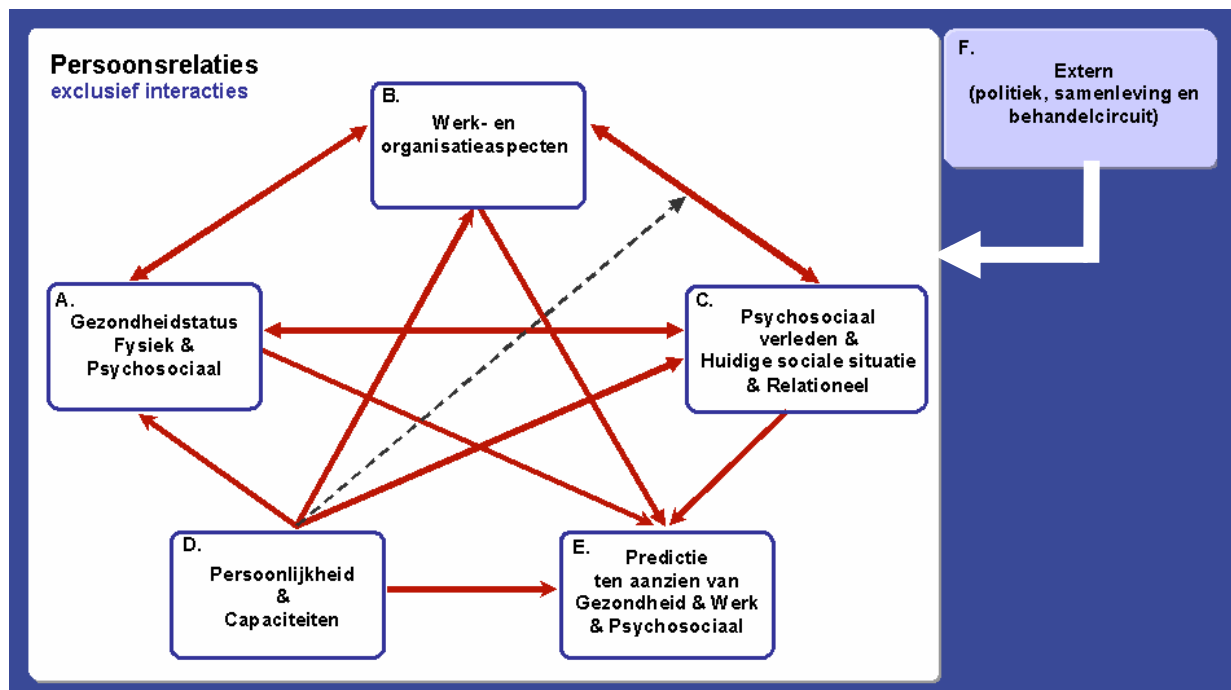 Persoonsrelaties
exclusief interacties
B.
Werk- en
organisatieaspecten
F.
Extern
(politiek, samenleving en
behandelcircuit)
A.
Gezondheidstatus
Fysiek &
Psychosociaal
C.
Psychosociaal
verleden &
Huidige sociale situatie
& Relationeel
D.
Persoonlijkheid
&
Capaciteiten
E.
Predictie
ten aanzien van
Gezondheid & Werk
& Psychosociaal